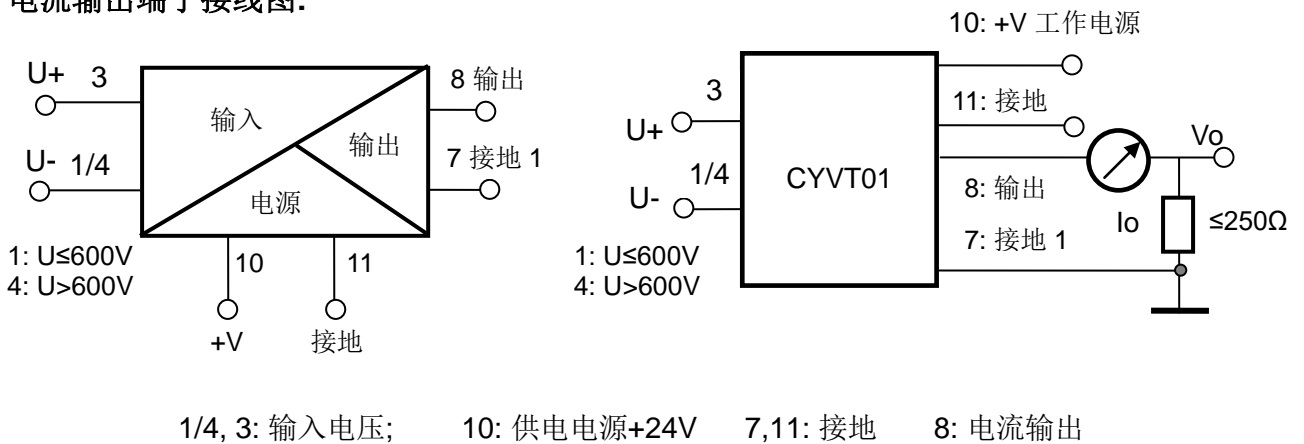 电流输出端子接线图:
U+ 3
U- 1/4
1: U≤600V
4: U>600V
输入
输出
电源
8 输出
7 接地 1
10
11
+V
接地
10: +V 工作电源
11: 接地
3
U+
1/4
U-
1: U≤600V
4: U>600V
CYVT01
Vo
8: 输出
Io
≤250Ω
7: 接地 1
1/4, 3: 输入电压; 10: 供电电源+24V 7,11: 接地 8: 电流输出